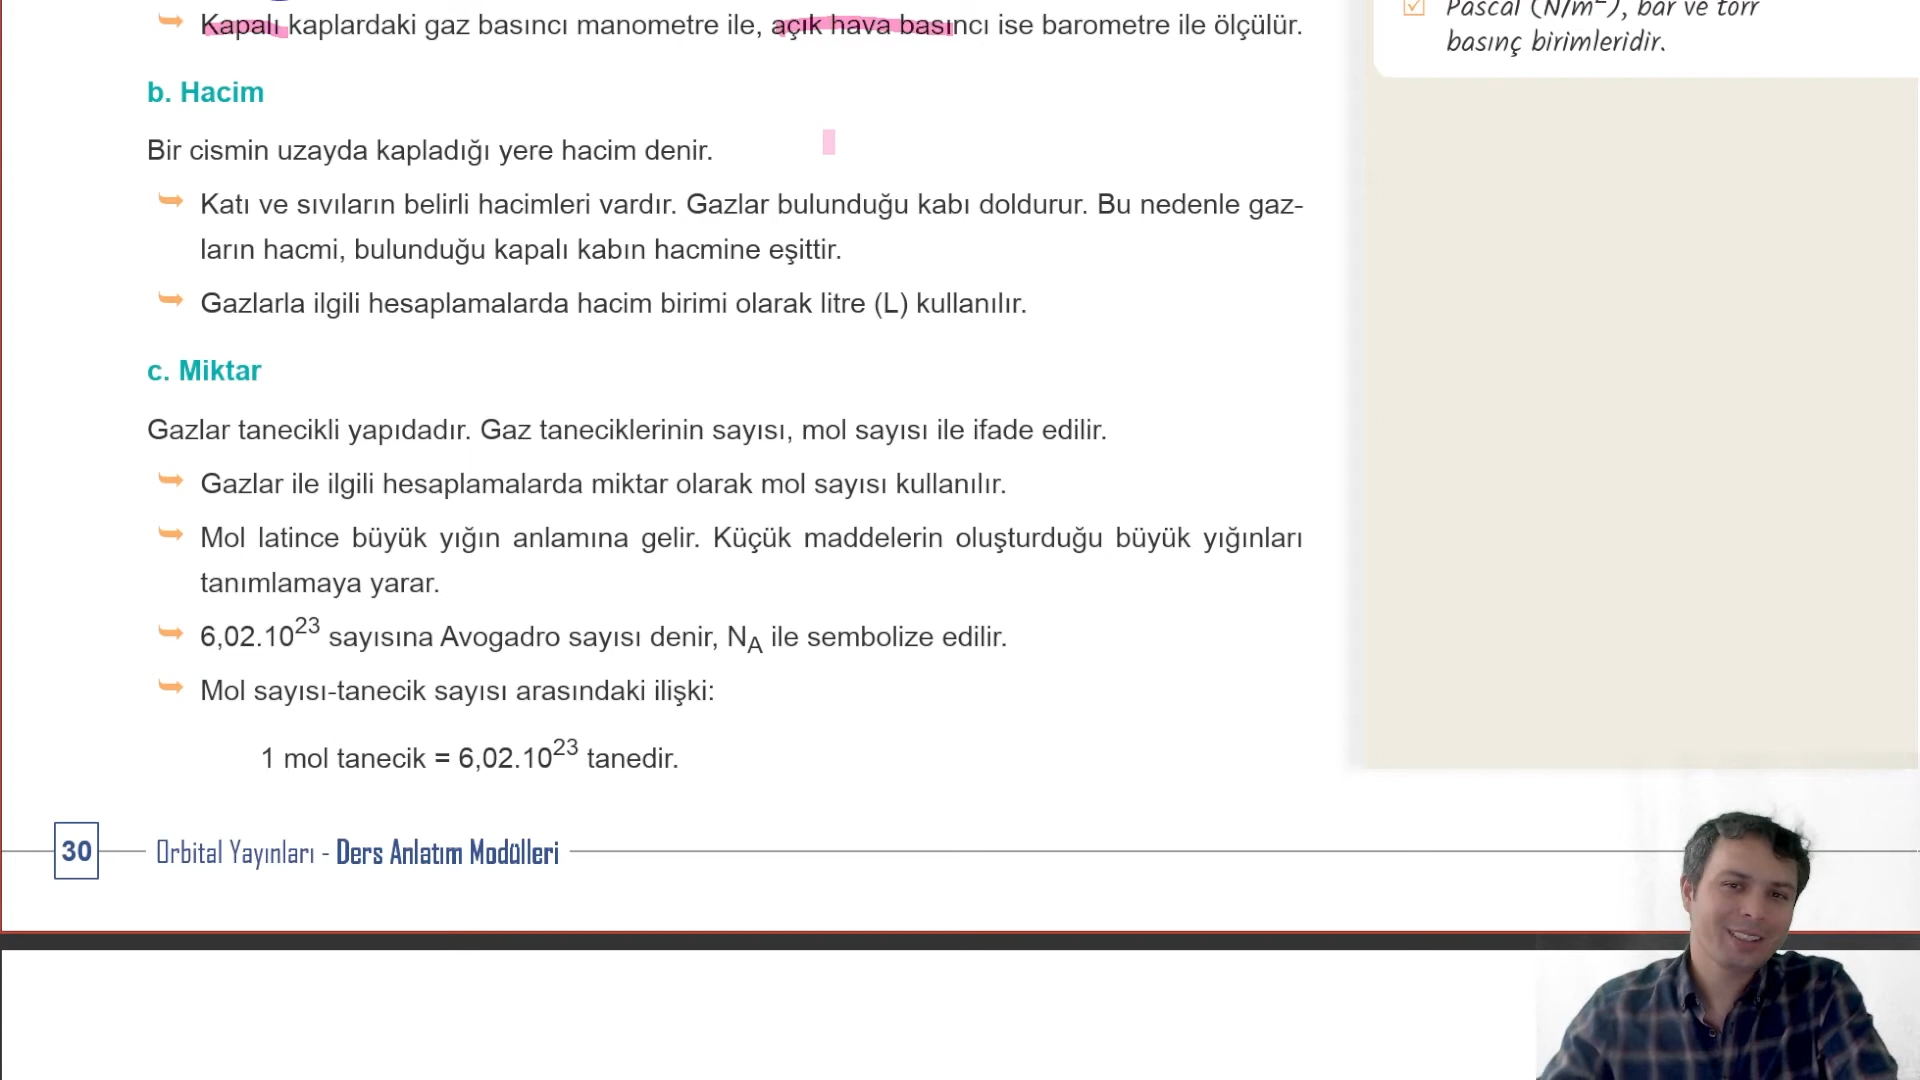 Kapalı kaplardaki gaz basıncı manometre ile, açık hava basıncı ise barometre ile ölçülür.
b. Hacim
Bir cismin uzayda kapladığı yere hacim denir.
Katı ve sıvıların belirli hacimleri vardır. Gazlar bulunduğu kabı doldurur. Bu nedenle gaz-
ların hacmi, bulunduğu kapalı kabın hacmine eşittir.
Gazlarla ilgili hesaplamalarda hacim birimi olarak litre (L) kullanılır.
c. Miktar
Gazlar tanecikli yapıdadır. Gaz taneciklerinin sayısı, mol sayısı ile ifade edilir.
Gazlar ile ilgili hesaplamalarda miktar olarak mol sayısı kullanılır.
Mol latince büyük yığın anlamına gelir. Küçük maddelerin oluşturduğu büyük yığınları
tanımlamaya yarar.
6,02.10²³ sayısına Avogadro sayısı denir, N_A ile sembolize edilir.
Mol sayısı-tanecik sayısı arasındaki ilişki:
1 mol tanecik = 6,02.10²³ tanedir.
Pascal (N/m²), bar ve torr
basınç birimleridir.
30 Orbital Yayınları - Ders Anlatım Modülleri